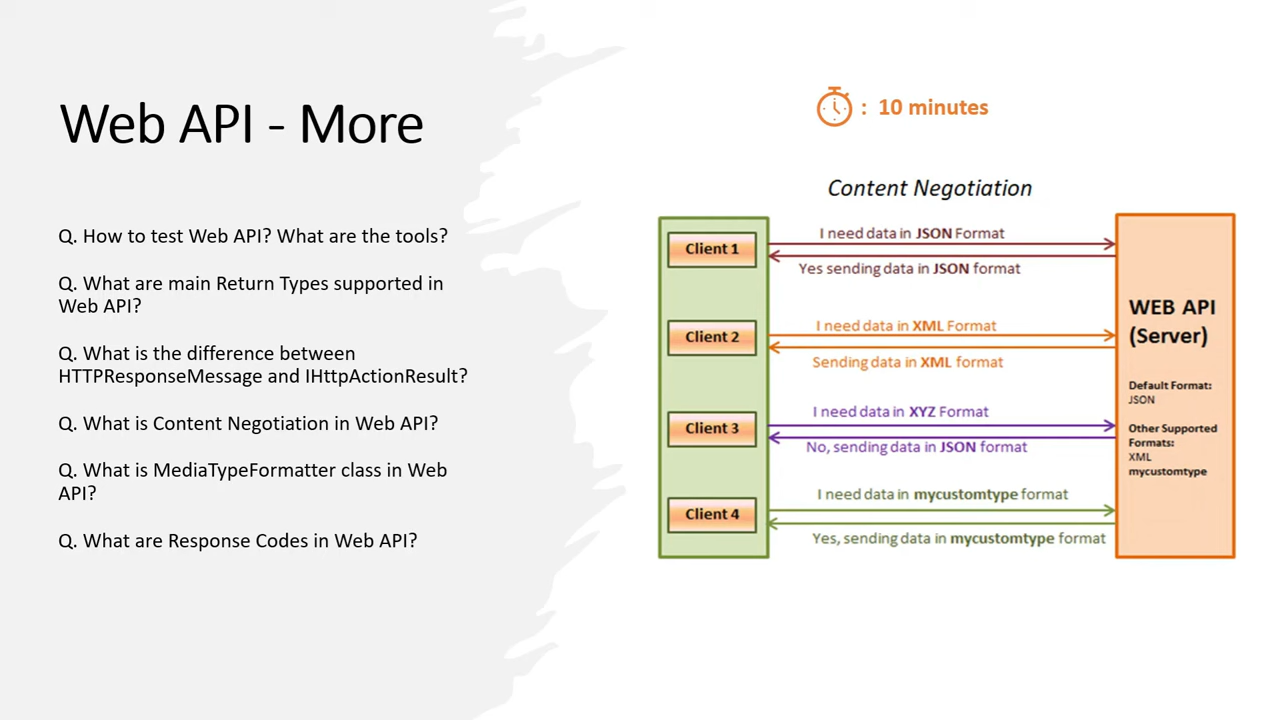 Web API - More
: 10 minutes
Q. How to test Web API? What are the tools?
Q. What are main Return Types supported in
Web API?
Q. What is the difference between
HTTPResponseMessage and IHttpActionResult?
Q. What is Content Negotiation in Web API?
Q. What is MediaTypeFormatter class in Web
API?
Q. What are Response Codes in Web API?
Content Negotiation
Client 1
I need data in JSON Format
Yes sending data in JSON format
Client 2
I need data in XML Format
Sending data in XML format
Client 3
I need data in XYZ Format
No, sending data in JSON format
Client 4
I need data in mycustomtype format
Yes, sending data in mycustomtype format
WEB API
(Server)
Default Format:
JSON
Other Supported
Formats:
XML
mycustomtype